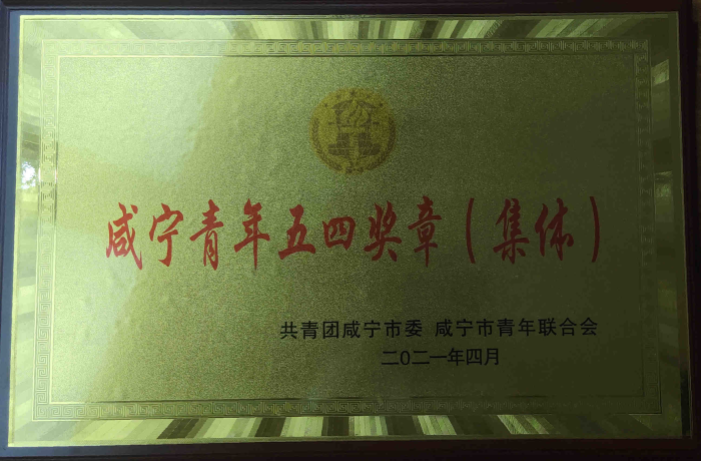 咸宁青年五四奖章（集体）
共青团咸宁市委 咸宁市青年联合会
二〇二一年四月